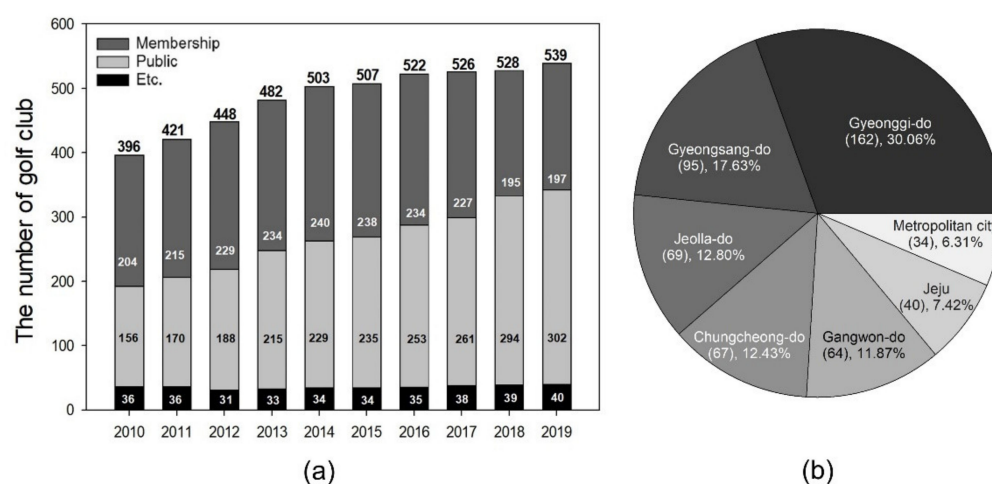 600
500
400
300
200
100
0
The number of golf club
Membership
Public
Etc.
396 421 448 482 503 507 522 526 528 539
204 215 229 234 240 238 234 227 195 197
156 170 188 215 229 235 253 261 294 302
36 36 31 33 34 34 35 38 39 40
2010 2011 2012 2013 2014 2015 2016 2017 2018 2019
(a)
Gyeonggi-do
(162), 30.06%
Gyeongsang-do
(95), 17.63%
Metropolitan cit
(34), 6.31%
Jeolla-do
(69), 12.80%
Jeju
(40), 7.42%
Chungcheong-do
(67), 12.43%
Gangwon-do
(64), 11.87%
(b)